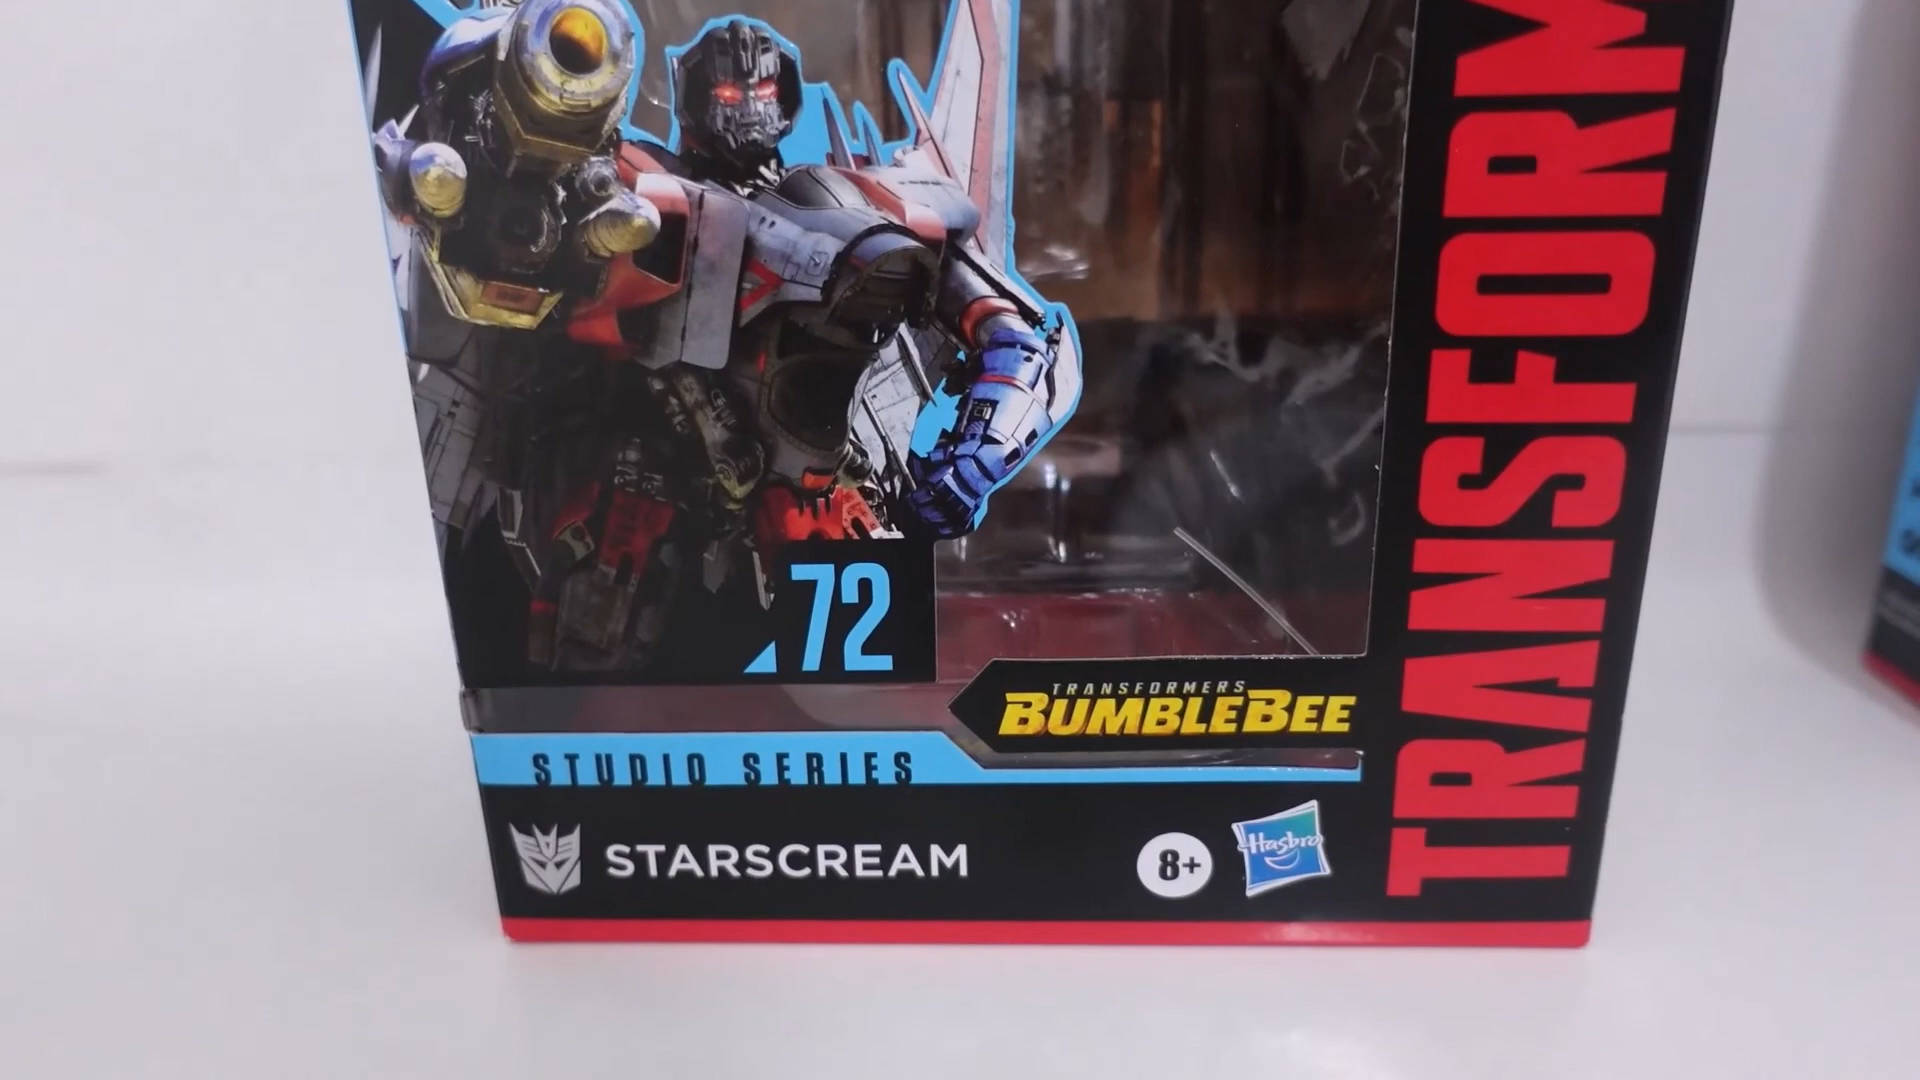 TRANSFORM
72
TRANSFORMERS
BUMBLEBEE
STUDIO SERIES
STARSCREAM
8+
Hasbro